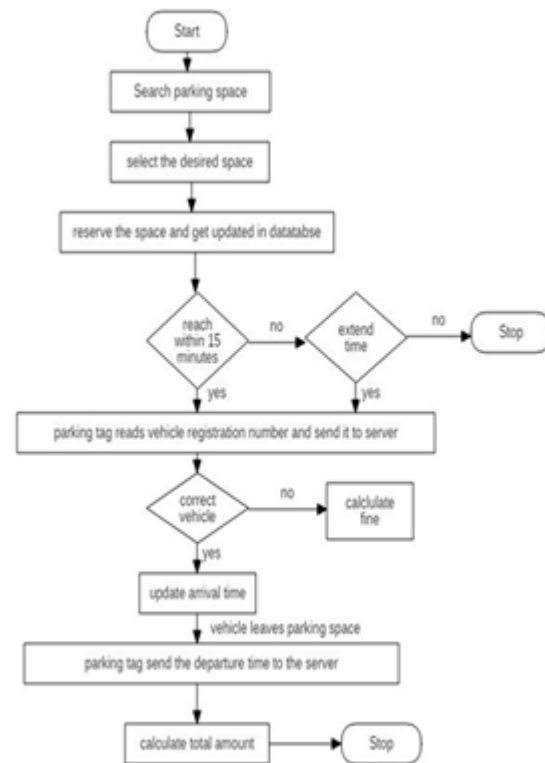 Start
Search parking space
select the desired space
reserve the space and get updated in datatabse
reach
within 15
minutes
no
extend
time
no
Stop
yes
yes
parking tag reads vehicle registration number and send it to server
correct
vehicle
no
calclulate
fine
yes
update arrival time
vehicle leaves parking space
parking tag send the departure time to the server
calculate total amount
Stop